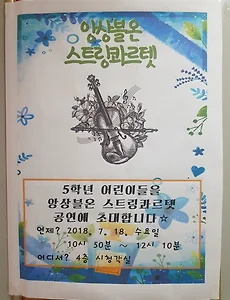 앙상블은
스트링콰르텟
5학년 어린이들을
앙상블은 스트링콰르텟
공연에 초대합니다☆
언제? 2018. 7. 18. 수요일
10시 50분 ~ 12시 10분
어디서? 4층 시청각실